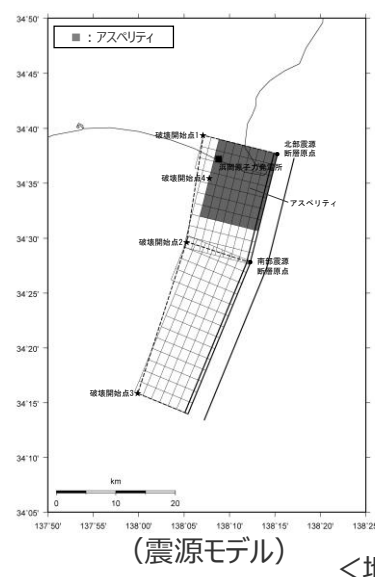 ■ : アスペリティ
34°50'
34°45'
34°40'
34°35'
34°30'
34°25'
34°20'
34°15'
34°10'
34°05'
破壊開始点1
北部震源
断層原点
浜岡原子力発電所
破壊開始点4
アスペリティ
破壊開始点2
南部震源
断層原点
破壊開始点3
km
0 10 20
137°50' 137°55' 138°00' 138°05' 138°10' 138°15' 138°20' 138°25'
(震源モデル)
<地